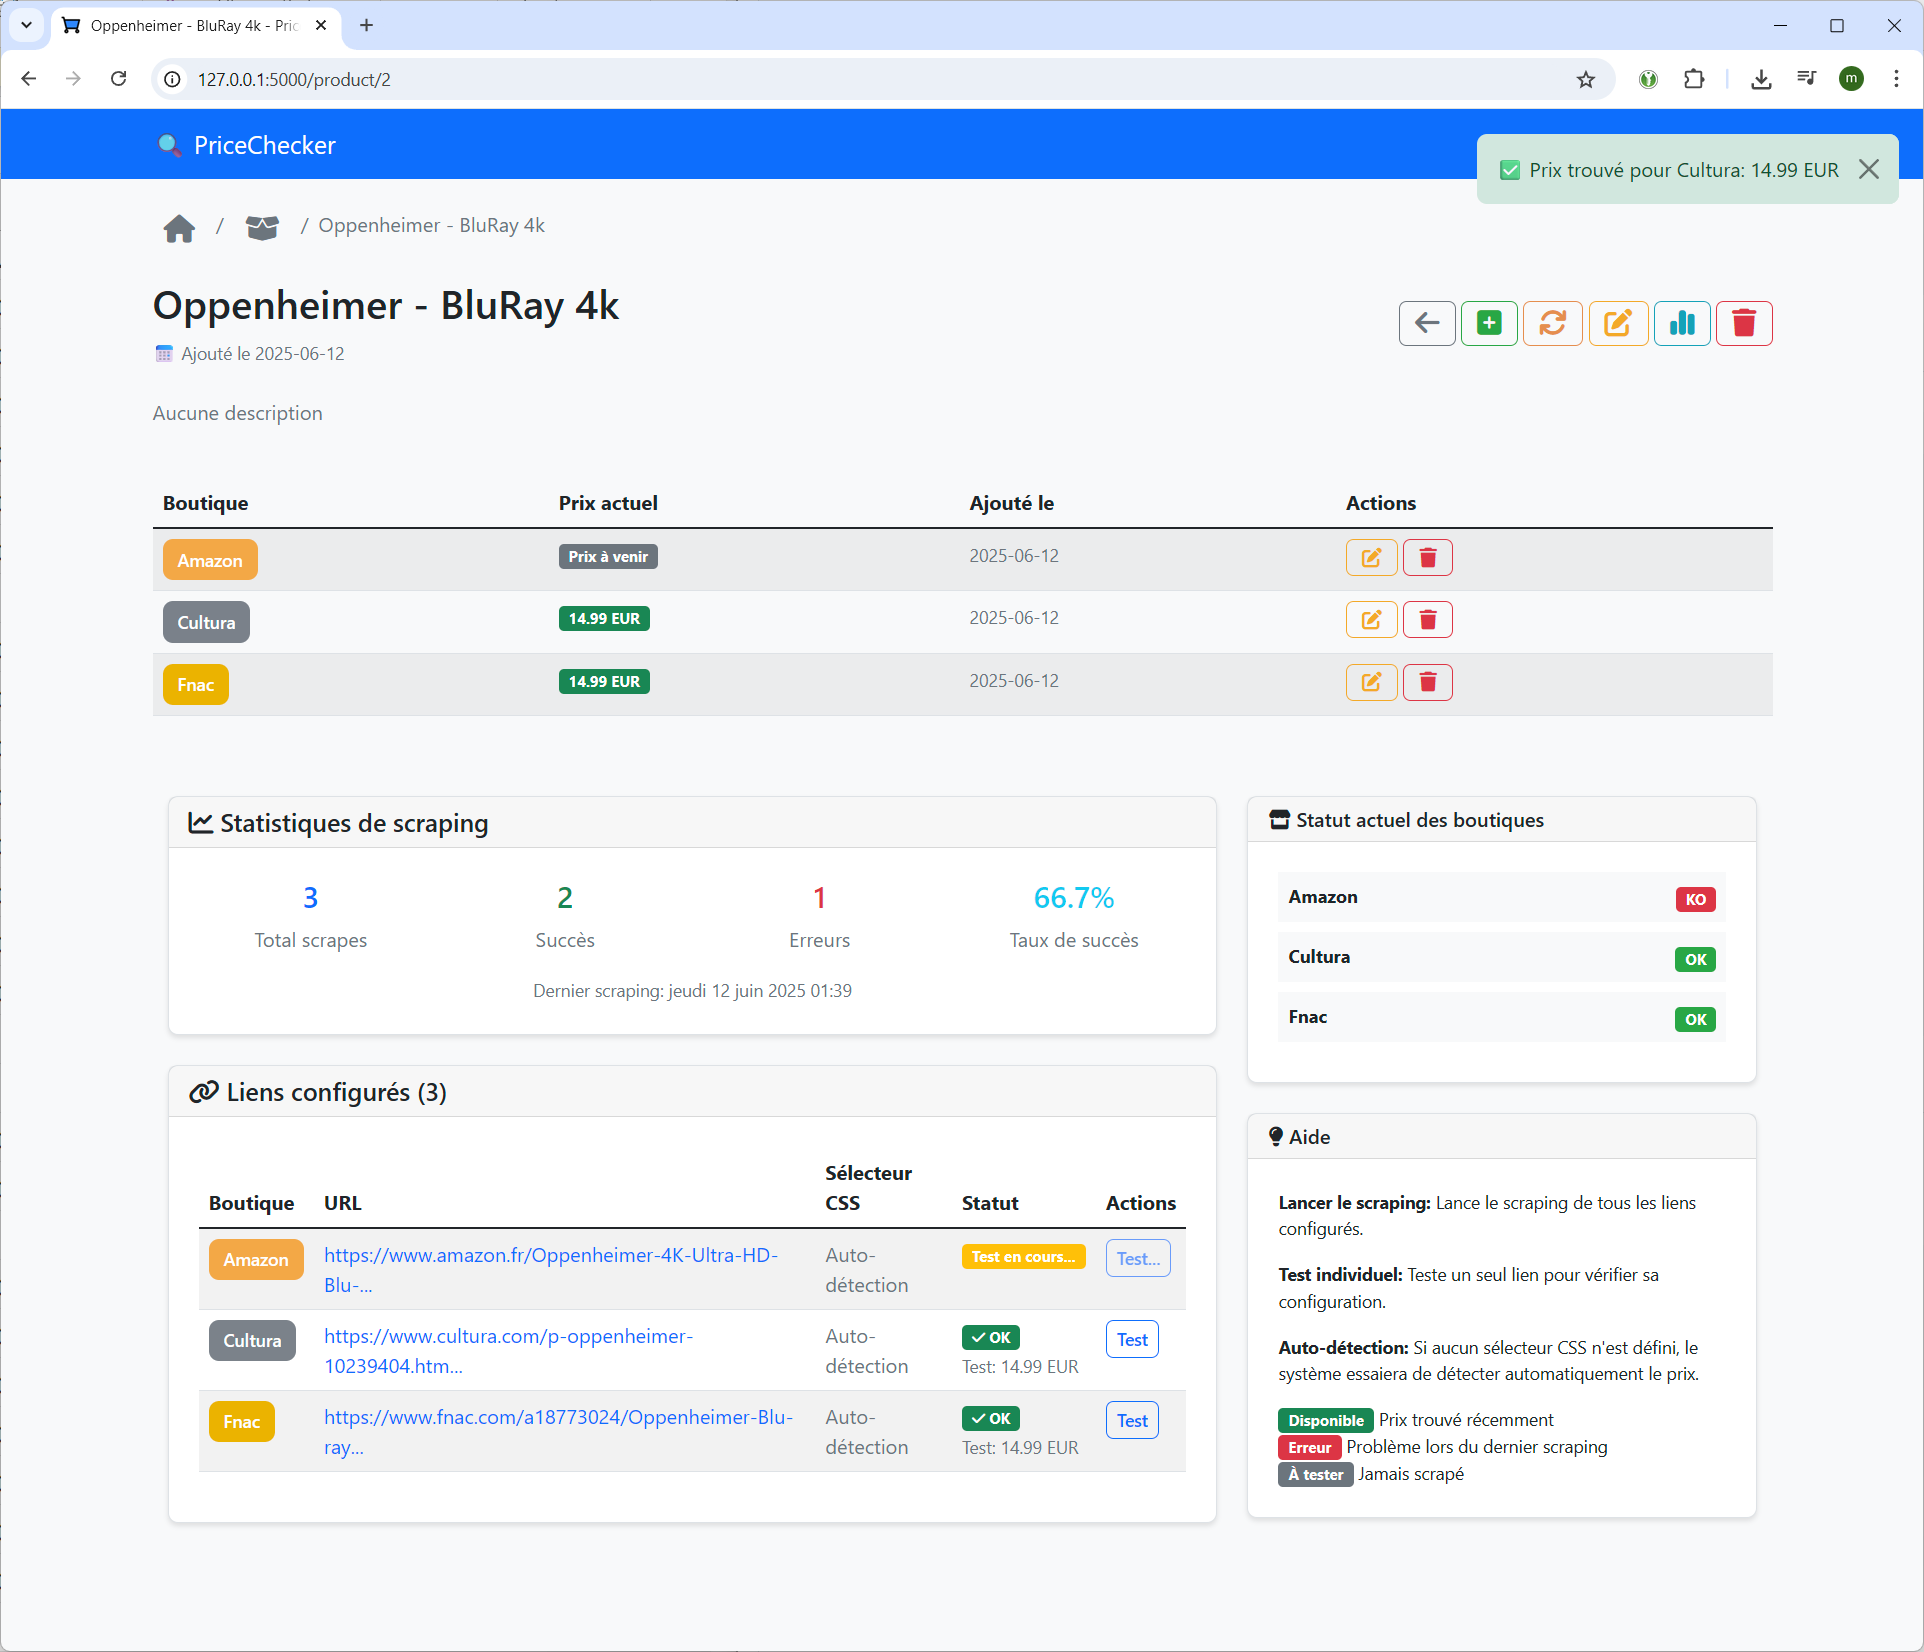 Oppenheimer - BluRay 4k - Pric
127.0.0.1:5000/product/2
m
PriceChecker
Prix trouvé pour Cultura: 14.99 EUR
/ / Oppenheimer - BluRay 4k
Oppenheimer - BluRay 4k
Ajouté le 2025-06-12
Aucune description
Boutique Prix actuel Ajouté le Actions
Amazon Prix à venir 2025-06-12
Cultura 14.99 EUR 2025-06-12
Fnac 14.99 EUR 2025-06-12
Statistiques de scraping
3 2 1 66.7%
Total scrapes Succès Erreurs Taux de succès
Dernier scraping: jeudi 12 juin 2025 01:39
Statut actuel des boutiques
Amazon KO
Cultura OK
Fnac OK
Liens configurés (3)
Boutique URL Sélecteur CSS Statut Actions
Amazon https://www.amazon.fr/Oppenheimer-4K-Ultra-HD- Auto- Test en cours... Test...
Blu-... détection
Cultura https://www.cultura.com/p-oppenheimer- Auto- OK Test
10239404.htm... détection Test: 14.99 EUR
Fnac https://www.fnac.com/a18773024/Oppenheimer-Blu- Auto- OK Test
ray... détection Test: 14.99 EUR
Aide
Lancer le scraping: Lance le scraping de tous les liens
configurés.
Test individuel: Teste un seul lien pour vérifier sa
configuration.
Auto-détection: Si aucun sélecteur CSS n'est défini, le
système essaiera de détecter automatiquement le prix.
Disponible Prix trouvé récemment
Erreur Problème lors du dernier scraping
À tester Jamais scrapé